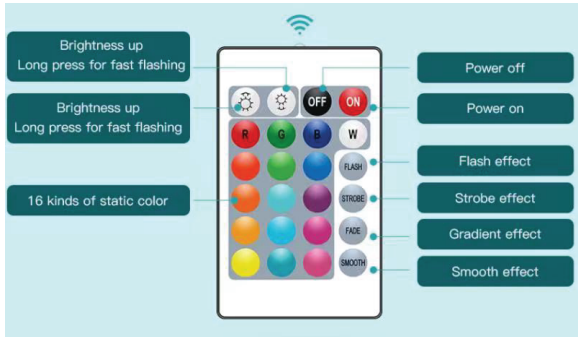 Brightness up
Long press for fast flashing
Brightness up
Long press for fast flashing
16 kinds of static color
OFF
ON
R
G
B
W
FLASH
STROBE
FADE
SMOOTH
Power off
Power on
Flash effect
Strobe effect
Gradient effect
Smooth effect